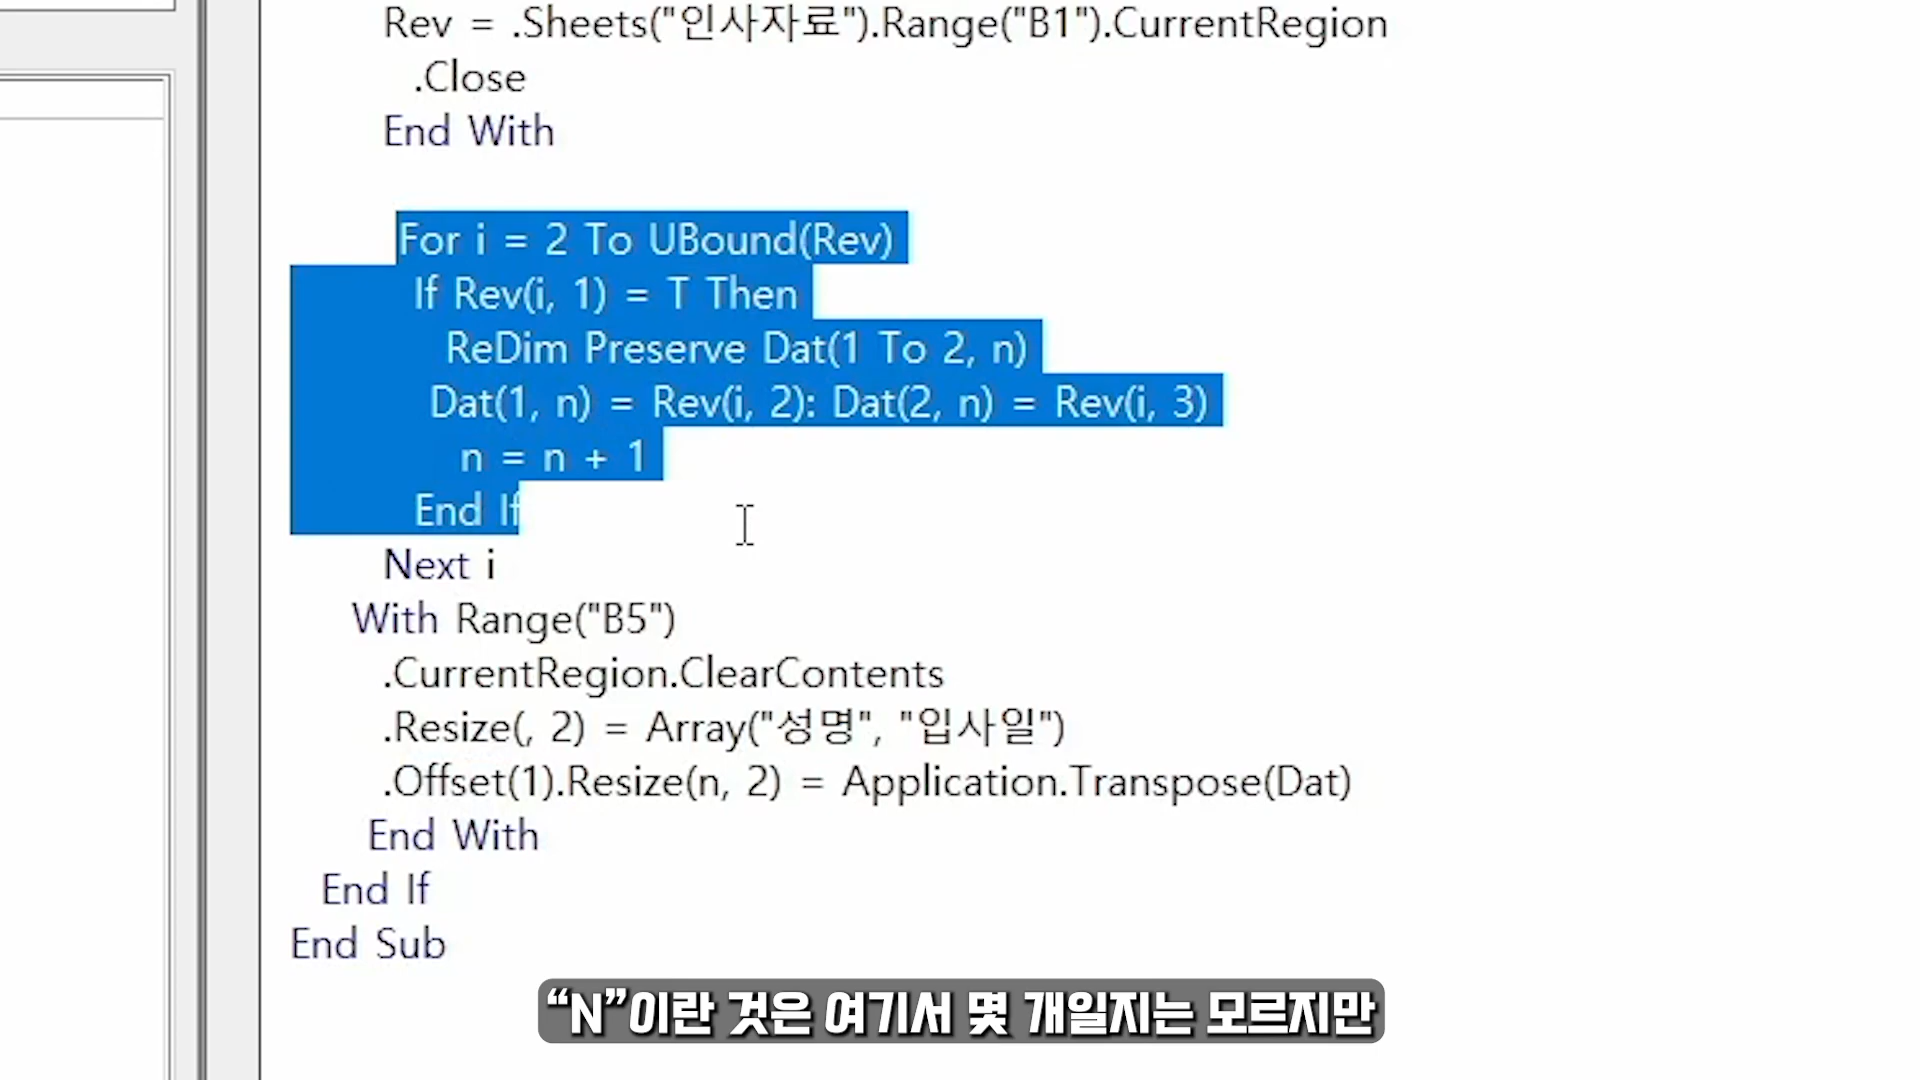 Rev = .Sheets("인사자료").Range("B1").CurrentRegion
.Close
End With
For i = 2 To UBound(Rev)
If Rev(i, 1) = T Then
ReDim Preserve Dat(1 To 2, n)
Dat(1, n) = Rev(i, 2): Dat(2, n) = Rev(i, 3)
n = n + 1
End If
Next i
With Range("B5")
.CurrentRegion.ClearContents
.Resize(, 2) = Array("성명", "입사일")
.Offset(1).Resize(n, 2) = Application.Transpose(Dat)
End With
End If
End Sub
“N”이란 것은 여기서 몇 개일지는 모르지만